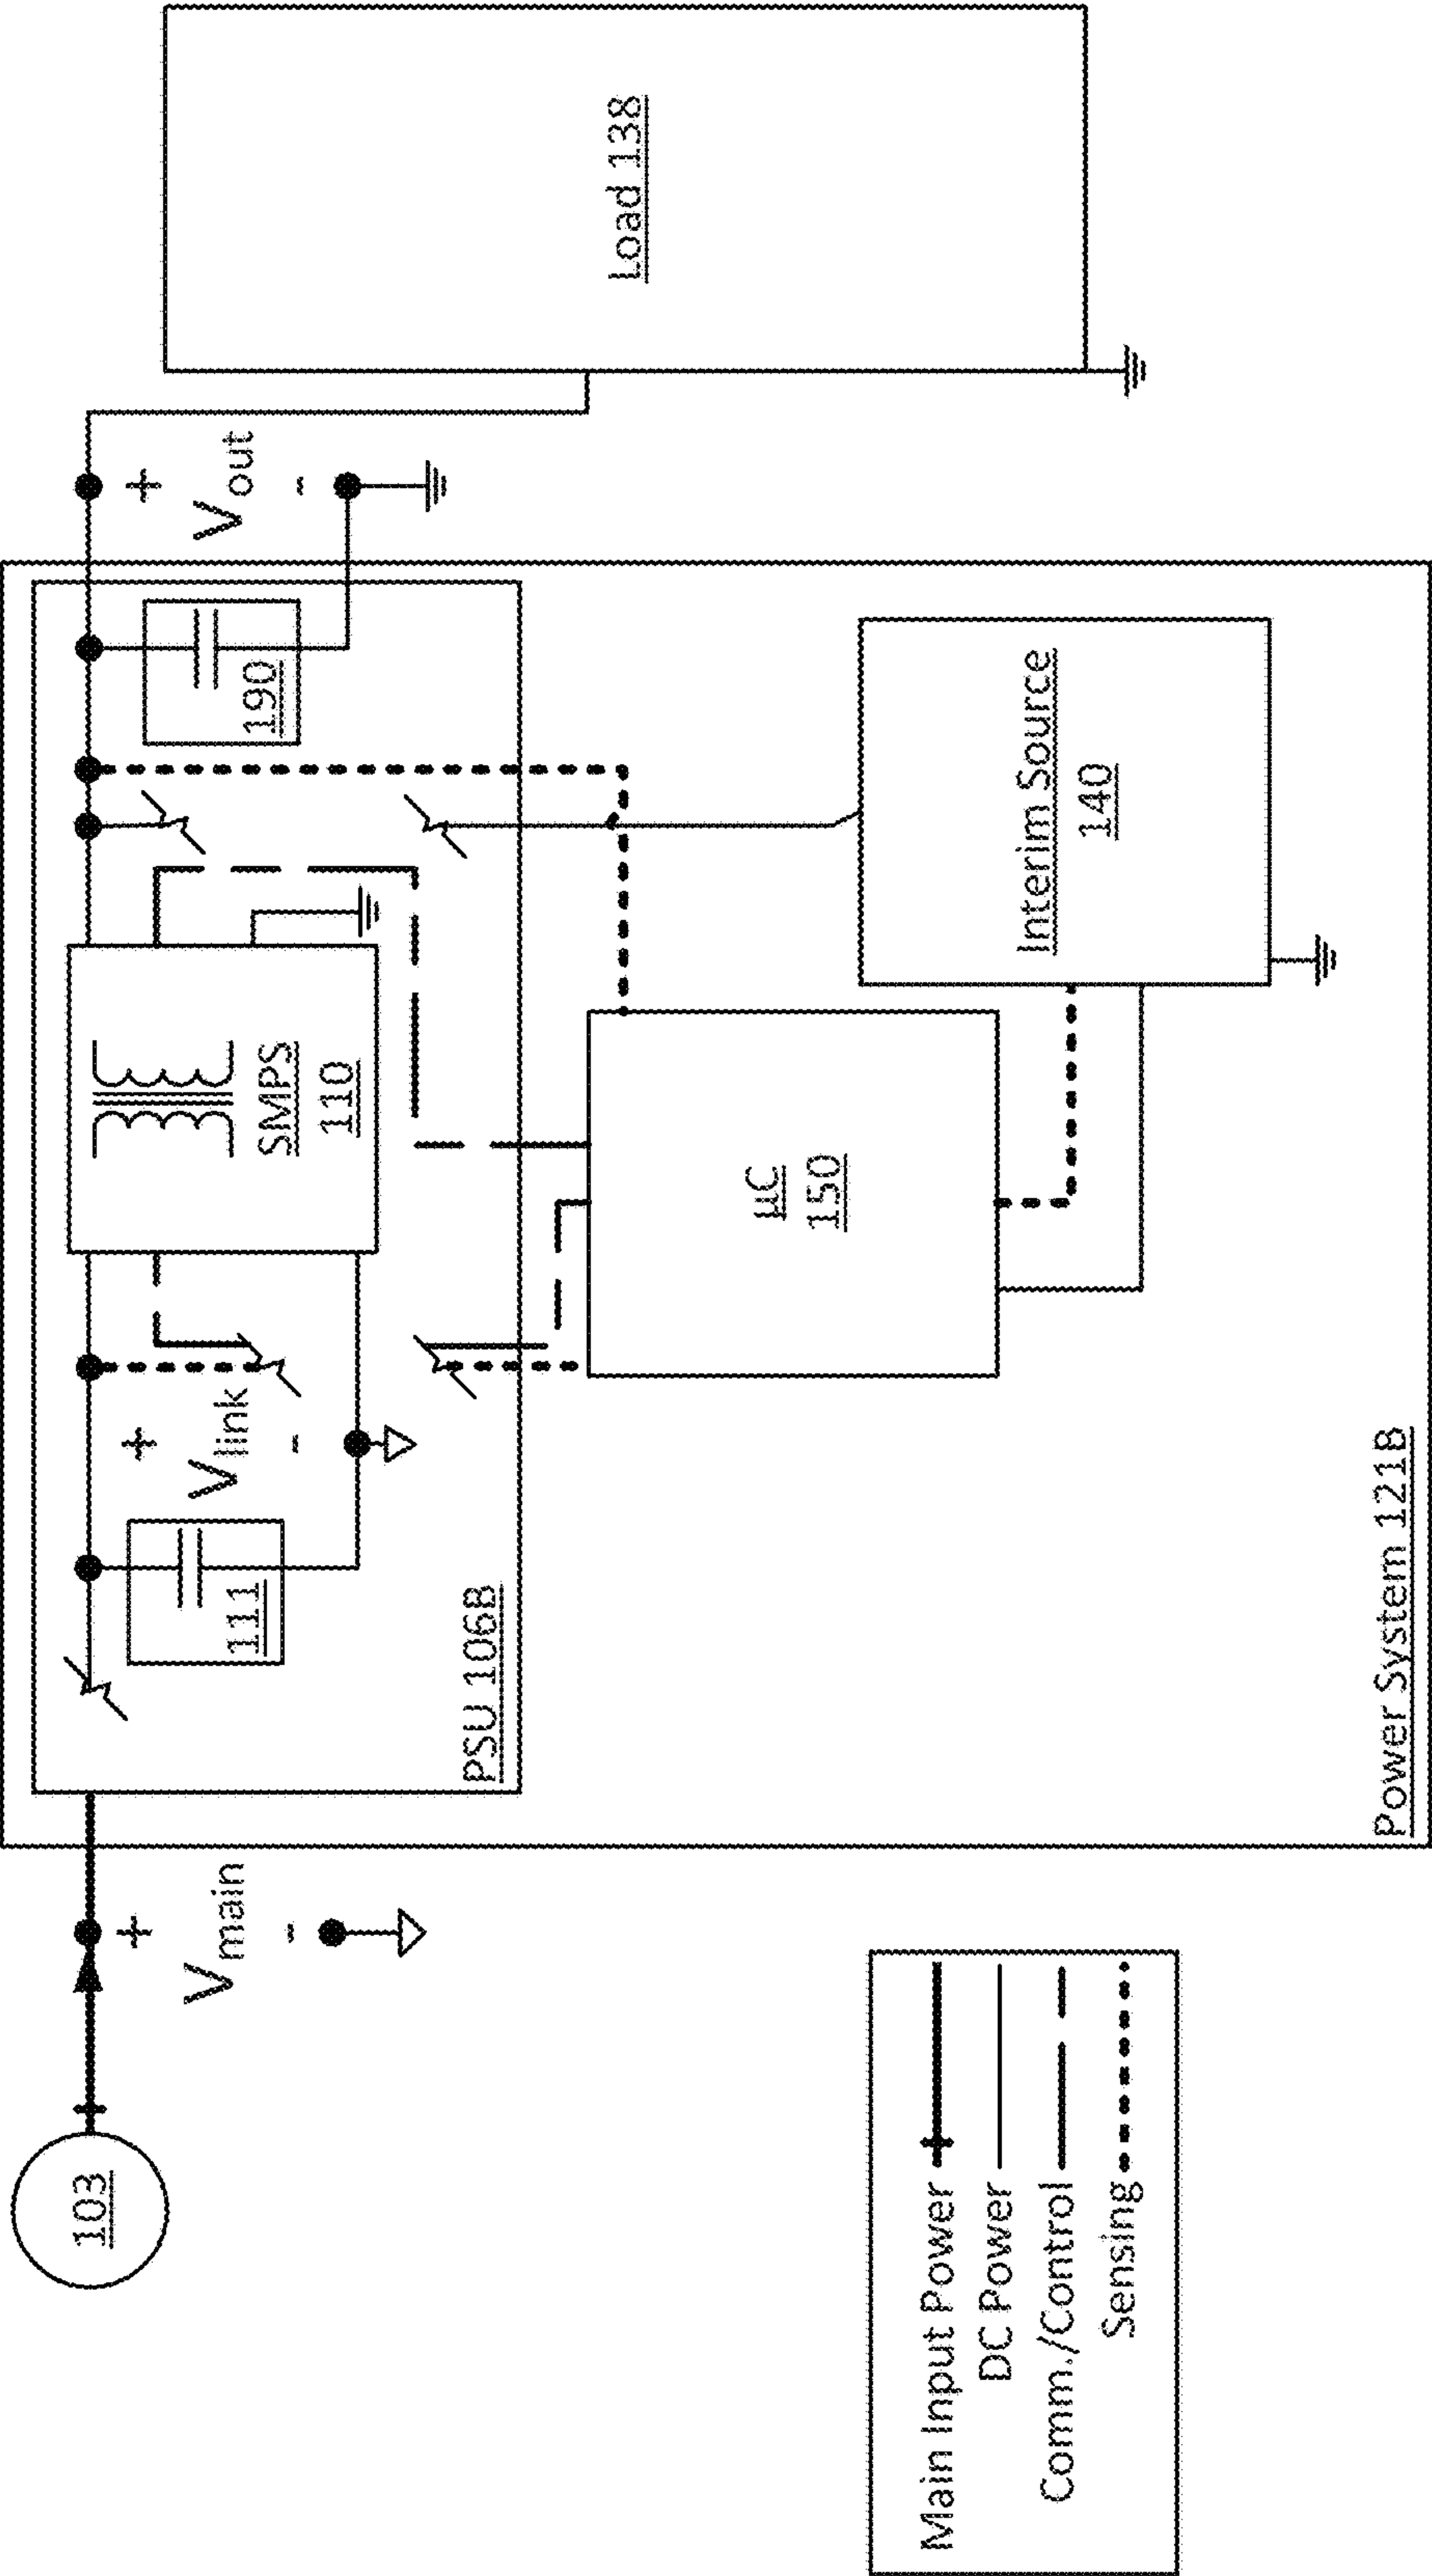 103
+
Vmain
-
111
+
Vlink
-
SMPS
110
190
+
Vout
-
PSU 106B
µC
150
Interim Source
140
Load 138
Power System 121B
Main Input Power
DC Power
Comm./Control
Sensing